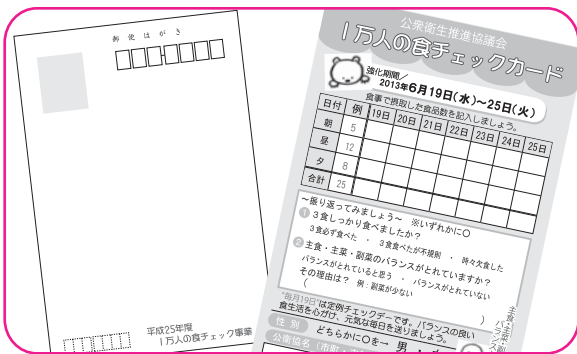 郵便はがき
平成25年度
1万人の食チェック事業
公衆衛生推進協議会
1万人の食チェックカード
強化期間/
2013年6月19日(水)~25日(火)
食事で摂取した食品数を記入しましょう。
日付 例 19日 20日 21日 22日 23日 24日 25日
朝 5
昼 12
夕 8
合計 25
~振り返ってみましょう~ ※いずれかに○
① 3食しっかり食べましたか?
3食必ず食べた ・ 3食食べたが不規則 ・ 時々欠食した
② 主食・主菜・副菜のバランスがとれていますか?
バランスがとれていると思う ・ バランスがとれていない
その理由は? 例:副菜が少ない
( )
"毎月19日"は定例チェックデーです。バランスの良い
食生活を心がけ、元気な毎日を送りましょう。
性別 どちらかに○を→ 男・
公衛協名(市町
主食・主菜・副
バランス